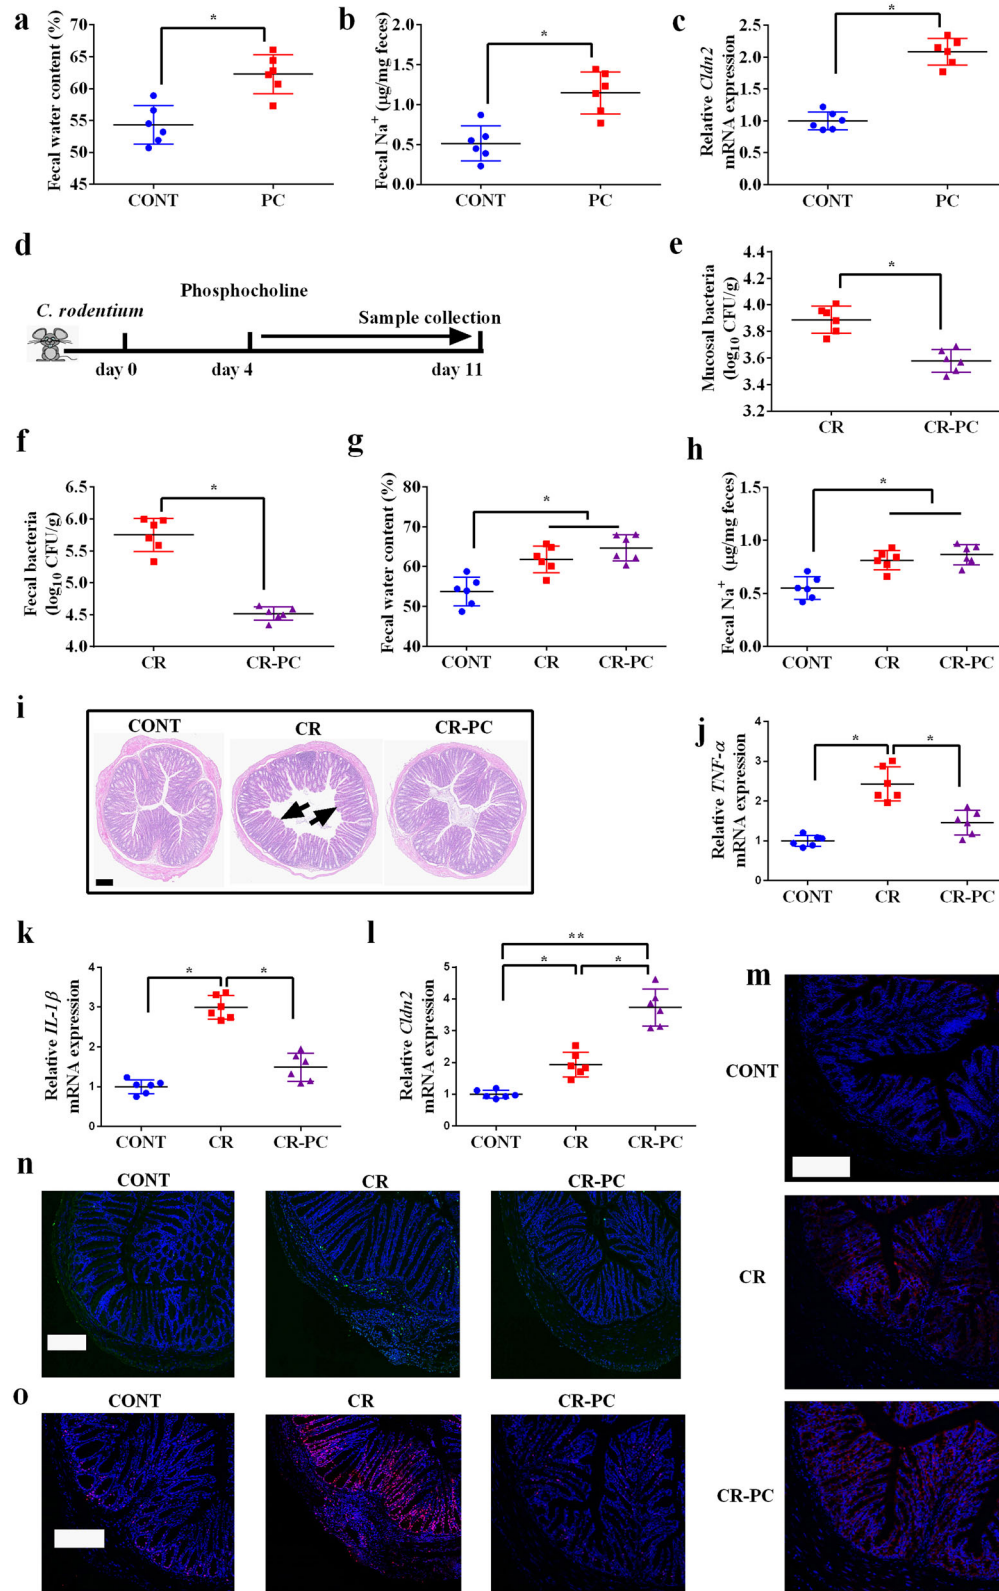 a
Fecal water content (%)
70
65
60
55
50
45
*
CONT
PC
b
Fecal Na+ (μg/mg feces)
2.0
1.5
1.0
0.5
0.0
*
CONT
PC
c
Relative Cldn2
mRNA expression
2.5
2.0
1.5
1.0
0.5
0.0
*
CONT
PC
d
Phosphocholine
C. rodentium
Sample collection
day 0
day 4
day 11
e
Mucosal bacteria
(log10 CFU/g)
4.4
4.2
4.0
3.8
3.6
3.4
3.2
*
CR
CR-PC
f
Fecal bacteria
(log10 CFU/g)
6.5
6.0
5.5
5.0
4.5
4.0
*
CR
CR-PC
g
Fecal water content (%)
80
70
60
50
40
*
CONT
CR
CR-PC
h
Fecal Na+ (μg/mg feces)
1.5
1.0
0.5
0.0
*
CONT
CR
CR-PC
i
CONT
CR
CR-PC
j
Relative TNF-α
mRNA expression
4
3
2
1
0
*
*
CONT
CR
CR-PC
k
Relative IL-1β
mRNA expression
4
3
2
1
0
*
*
CONT
CR
CR-PC
l
Relative Cldn2
mRNA expression
5
4
3
2
1
0
**
*
*
CONT
CR
CR-PC
m
CONT
CR
CR-PC
n
CONT
CR
CR-PC
o
CONT
CR
CR-PC